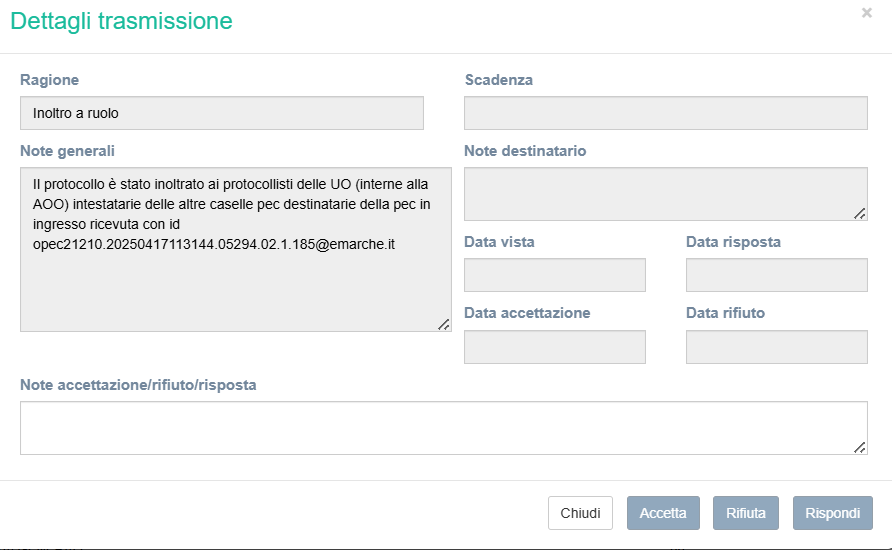 Dettagli trasmissione
×
Ragione
Scadenza
Inoltro a ruolo
Note generali
Note destinatario
Il protocollo è stato inoltrato ai protocollisti delle UO (interne alla
AOO) intestatarie delle altre caselle pec destinatarie della pec in
ingresso ricevuta con id
opec21210.20250417113144.05294.02.1.185@emarche.it
Data vista
Data risposta
Data accettazione
Data rifiuto
Note accettazione/rifiuto/risposta
Chiudi
Accetta
Rifiuta
Rispondi